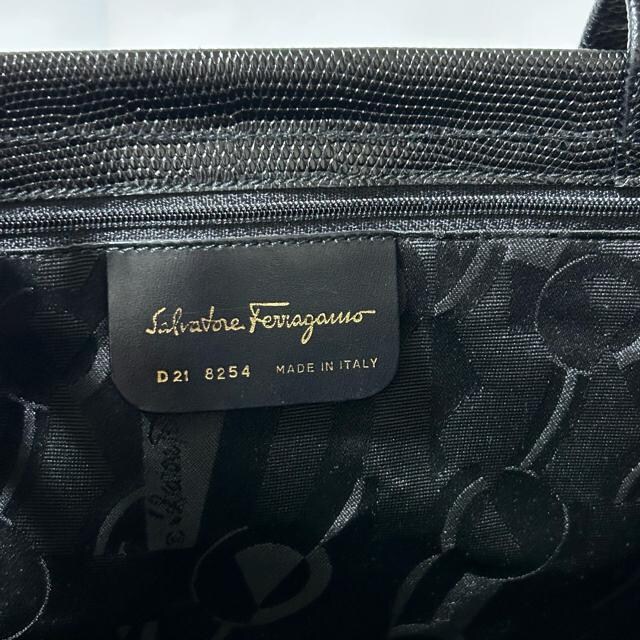 Salvatore Ferragamo
D21 8254 MADE IN ITALY